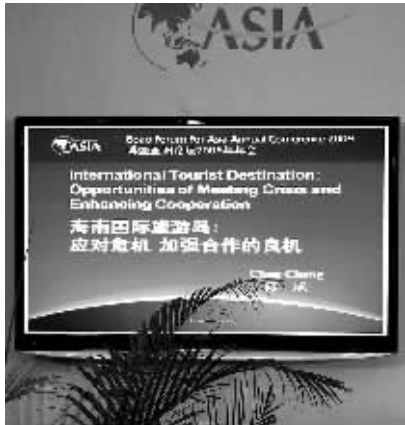 ASIA
ASIA Boao Forum For Asia Annual Conference 2009
International Tourist Destination:
Opportunities of Meeting Crisis and
Enhancing Cooperation
海南国际旅游岛:
应对危机 加强合作的良机